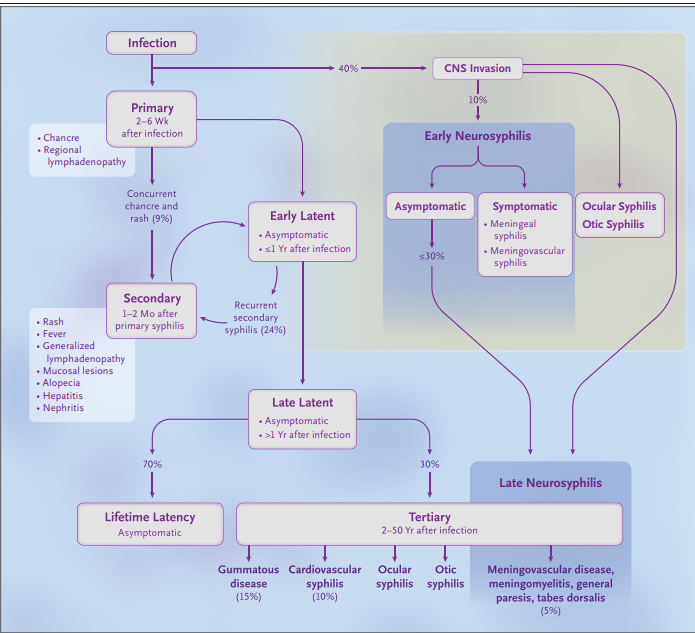 Infection
40%
CNS Invasion
Primary
2–6 Wk
after infection
• Chancre
• Regional
lymphadenopathy
10%
Early Neurosyphilis
Concurrent
chancre and
rash (9%)
Early Latent
• Asymptomatic
• ≤1 Yr after infection
Asymptomatic
Symptomatic
• Meningeal
syphilis
• Meningovascular
syphilis
Ocular Syphilis
Otic Syphilis
≤30%
Secondary
1–2 Mo after
primary syphilis
Recurrent
secondary
syphilis (24%)
• Rash
• Fever
• Generalized
lymphadenopathy
• Mucosal lesions
• Alopecia
• Hepatitis
• Nephritis
Late Latent
• Asymptomatic
• >1 Yr after infection
70%
30%
Late Neurosyphilis
Lifetime Latency
Asymptomatic
Tertiary
2–50 Yr after infection
Gummatous
disease
(15%)
Cardiovascular
syphilis
(10%)
Ocular
syphilis
Otic
syphilis
Meningovascular disease,
meningomyelitis, general
paresis, tabes dorsalis
(5%)